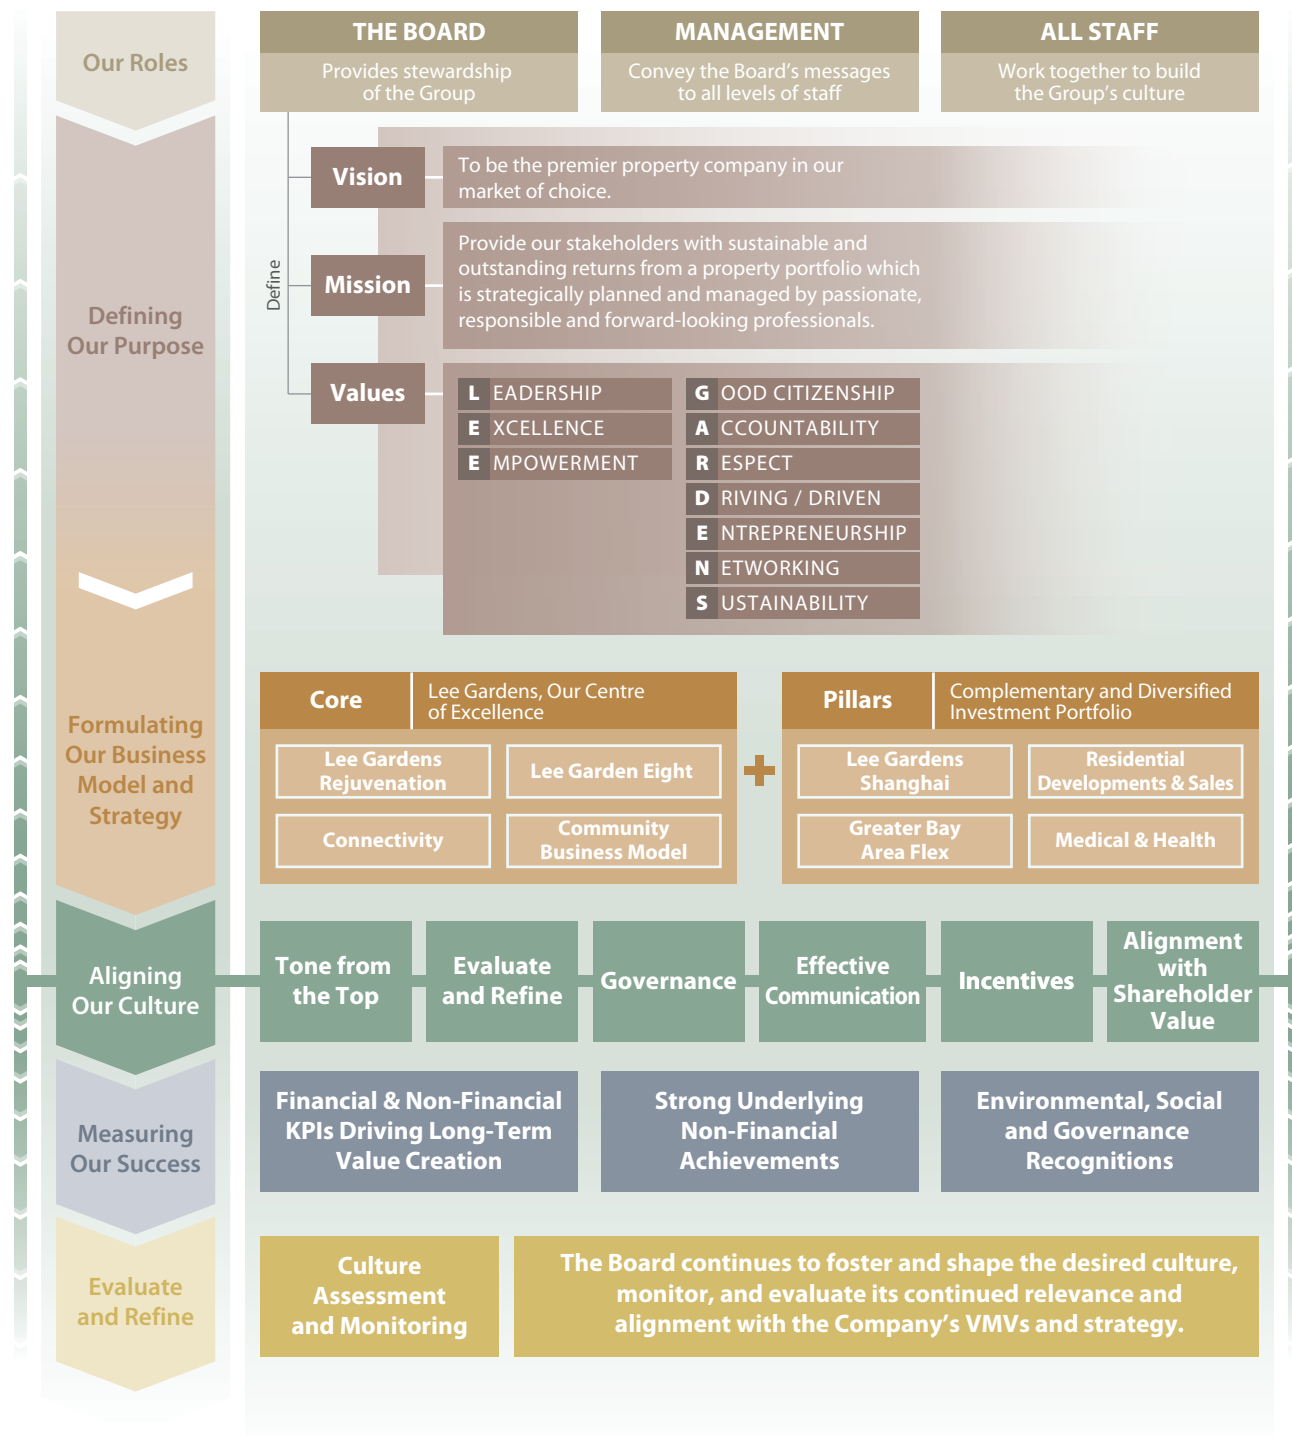 Our Roles
THE BOARD
Provides stewardship
of the Group
MANAGEMENT
Convey the Board’s messages
to all levels of staff
ALL STAFF
Work together to build
the Group’s culture
Defining
Our Purpose
Define
Vision
To be the premier property company in our
market of choice.
Mission
Provide our stakeholders with sustainable and
outstanding returns from a property portfolio which
is strategically planned and managed by passionate,
responsible and forward-looking professionals.
Values
L EADERSHIP
E XCELLENCE
E MPOWERMENT
G OOD CITIZENSHIP
A CCOUNTABILITY
R ESPECT
D RIVING / DRIVEN
E NTREPRENEURSHIP
N ETWORKING
S USTAINABILITY
Formulating
Our Business
Model and
Strategy
Core
Lee Gardens, Our Centre
of Excellence
Lee Gardens
Rejuvenation
Lee Garden Eight
Connectivity
Community
Business Model
Pillars
Complementary and Diversified
Investment Portfolio
Lee Gardens
Shanghai
Residential
Developments & Sales
Greater Bay
Area Flex
Medical & Health
Aligning
Our Culture
Tone from
the Top
Evaluate
and Refine
Governance
Effective
Communication
Incentives
Alignment
with
Shareholder
Value
Measuring
Our Success
Financial & Non-Financial
KPIs Driving Long-Term
Value Creation
Strong Underlying
Non-Financial
Achievements
Environmental, Social
and Governance
Recognitions
Evaluate
and Refine
Culture
Assessment
and Monitoring
The Board continues to foster and shape the desired culture,
monitor, and evaluate its continued relevance and
alignment with the Company’s VMVs and strategy.